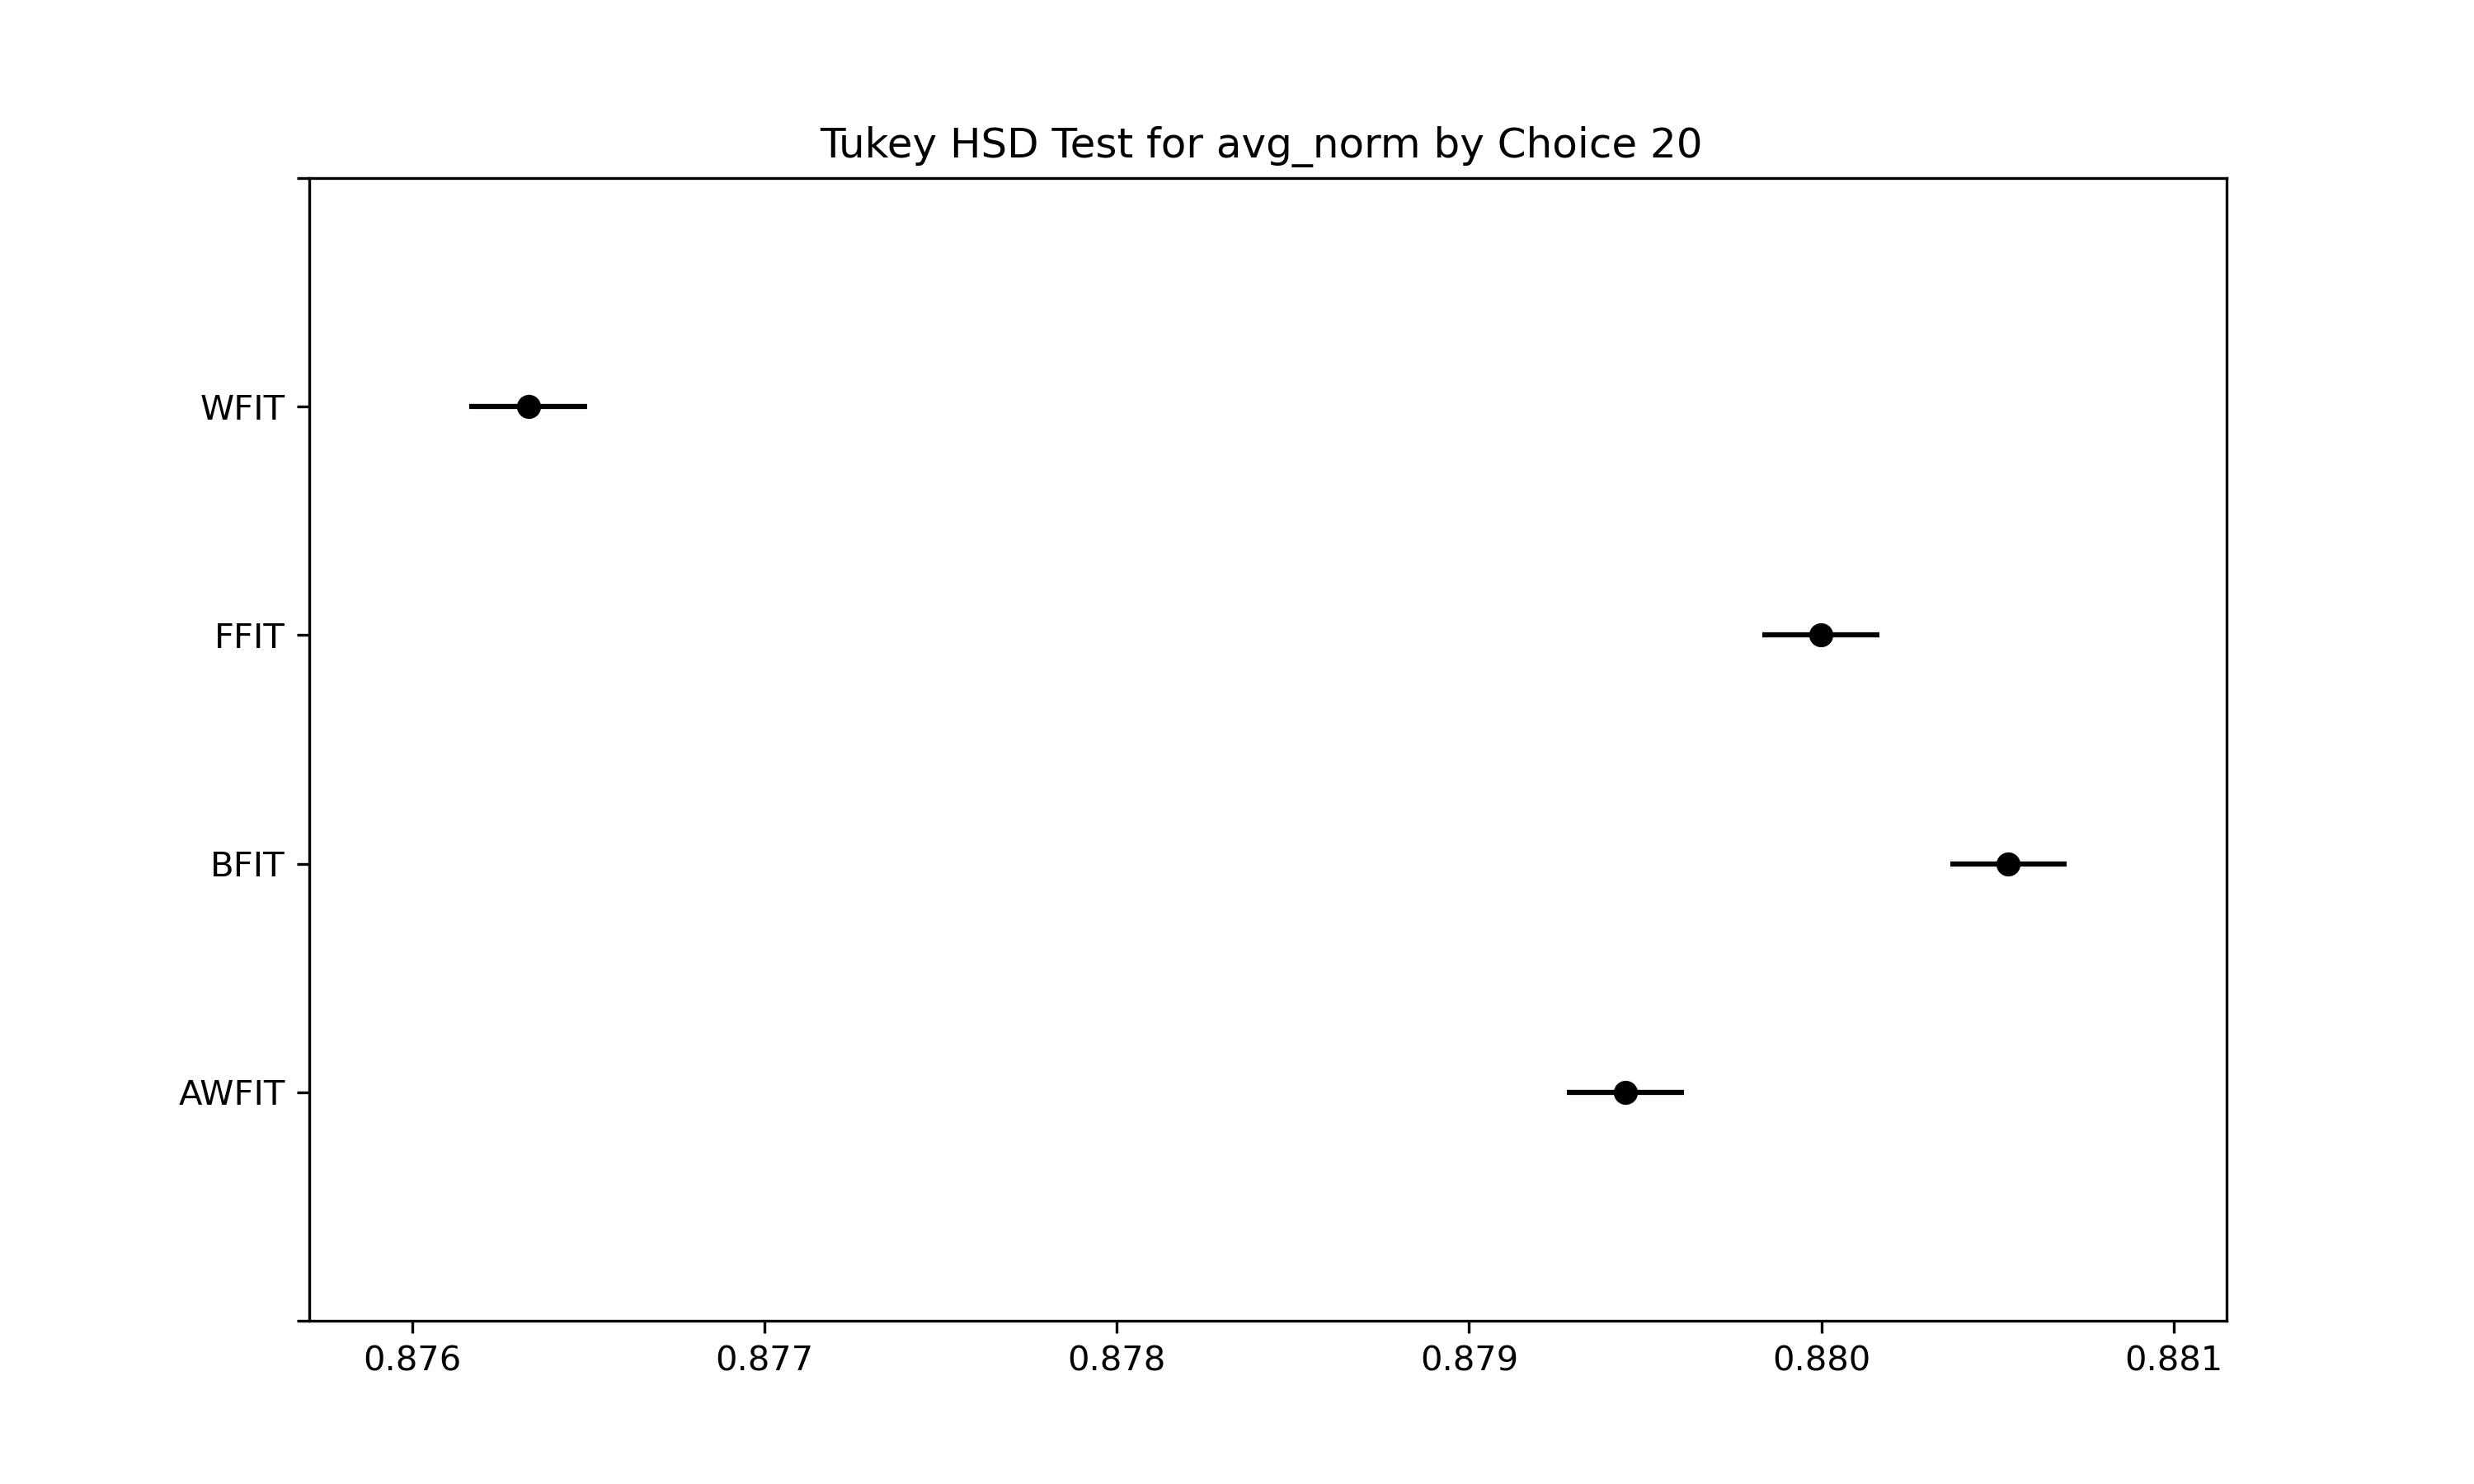 Tukey HSD Test for avg_norm by Choice 20
WFIT
FFIT
BFIT
AWFIT
0.876 0.877 0.878 0.879 0.880 0.881